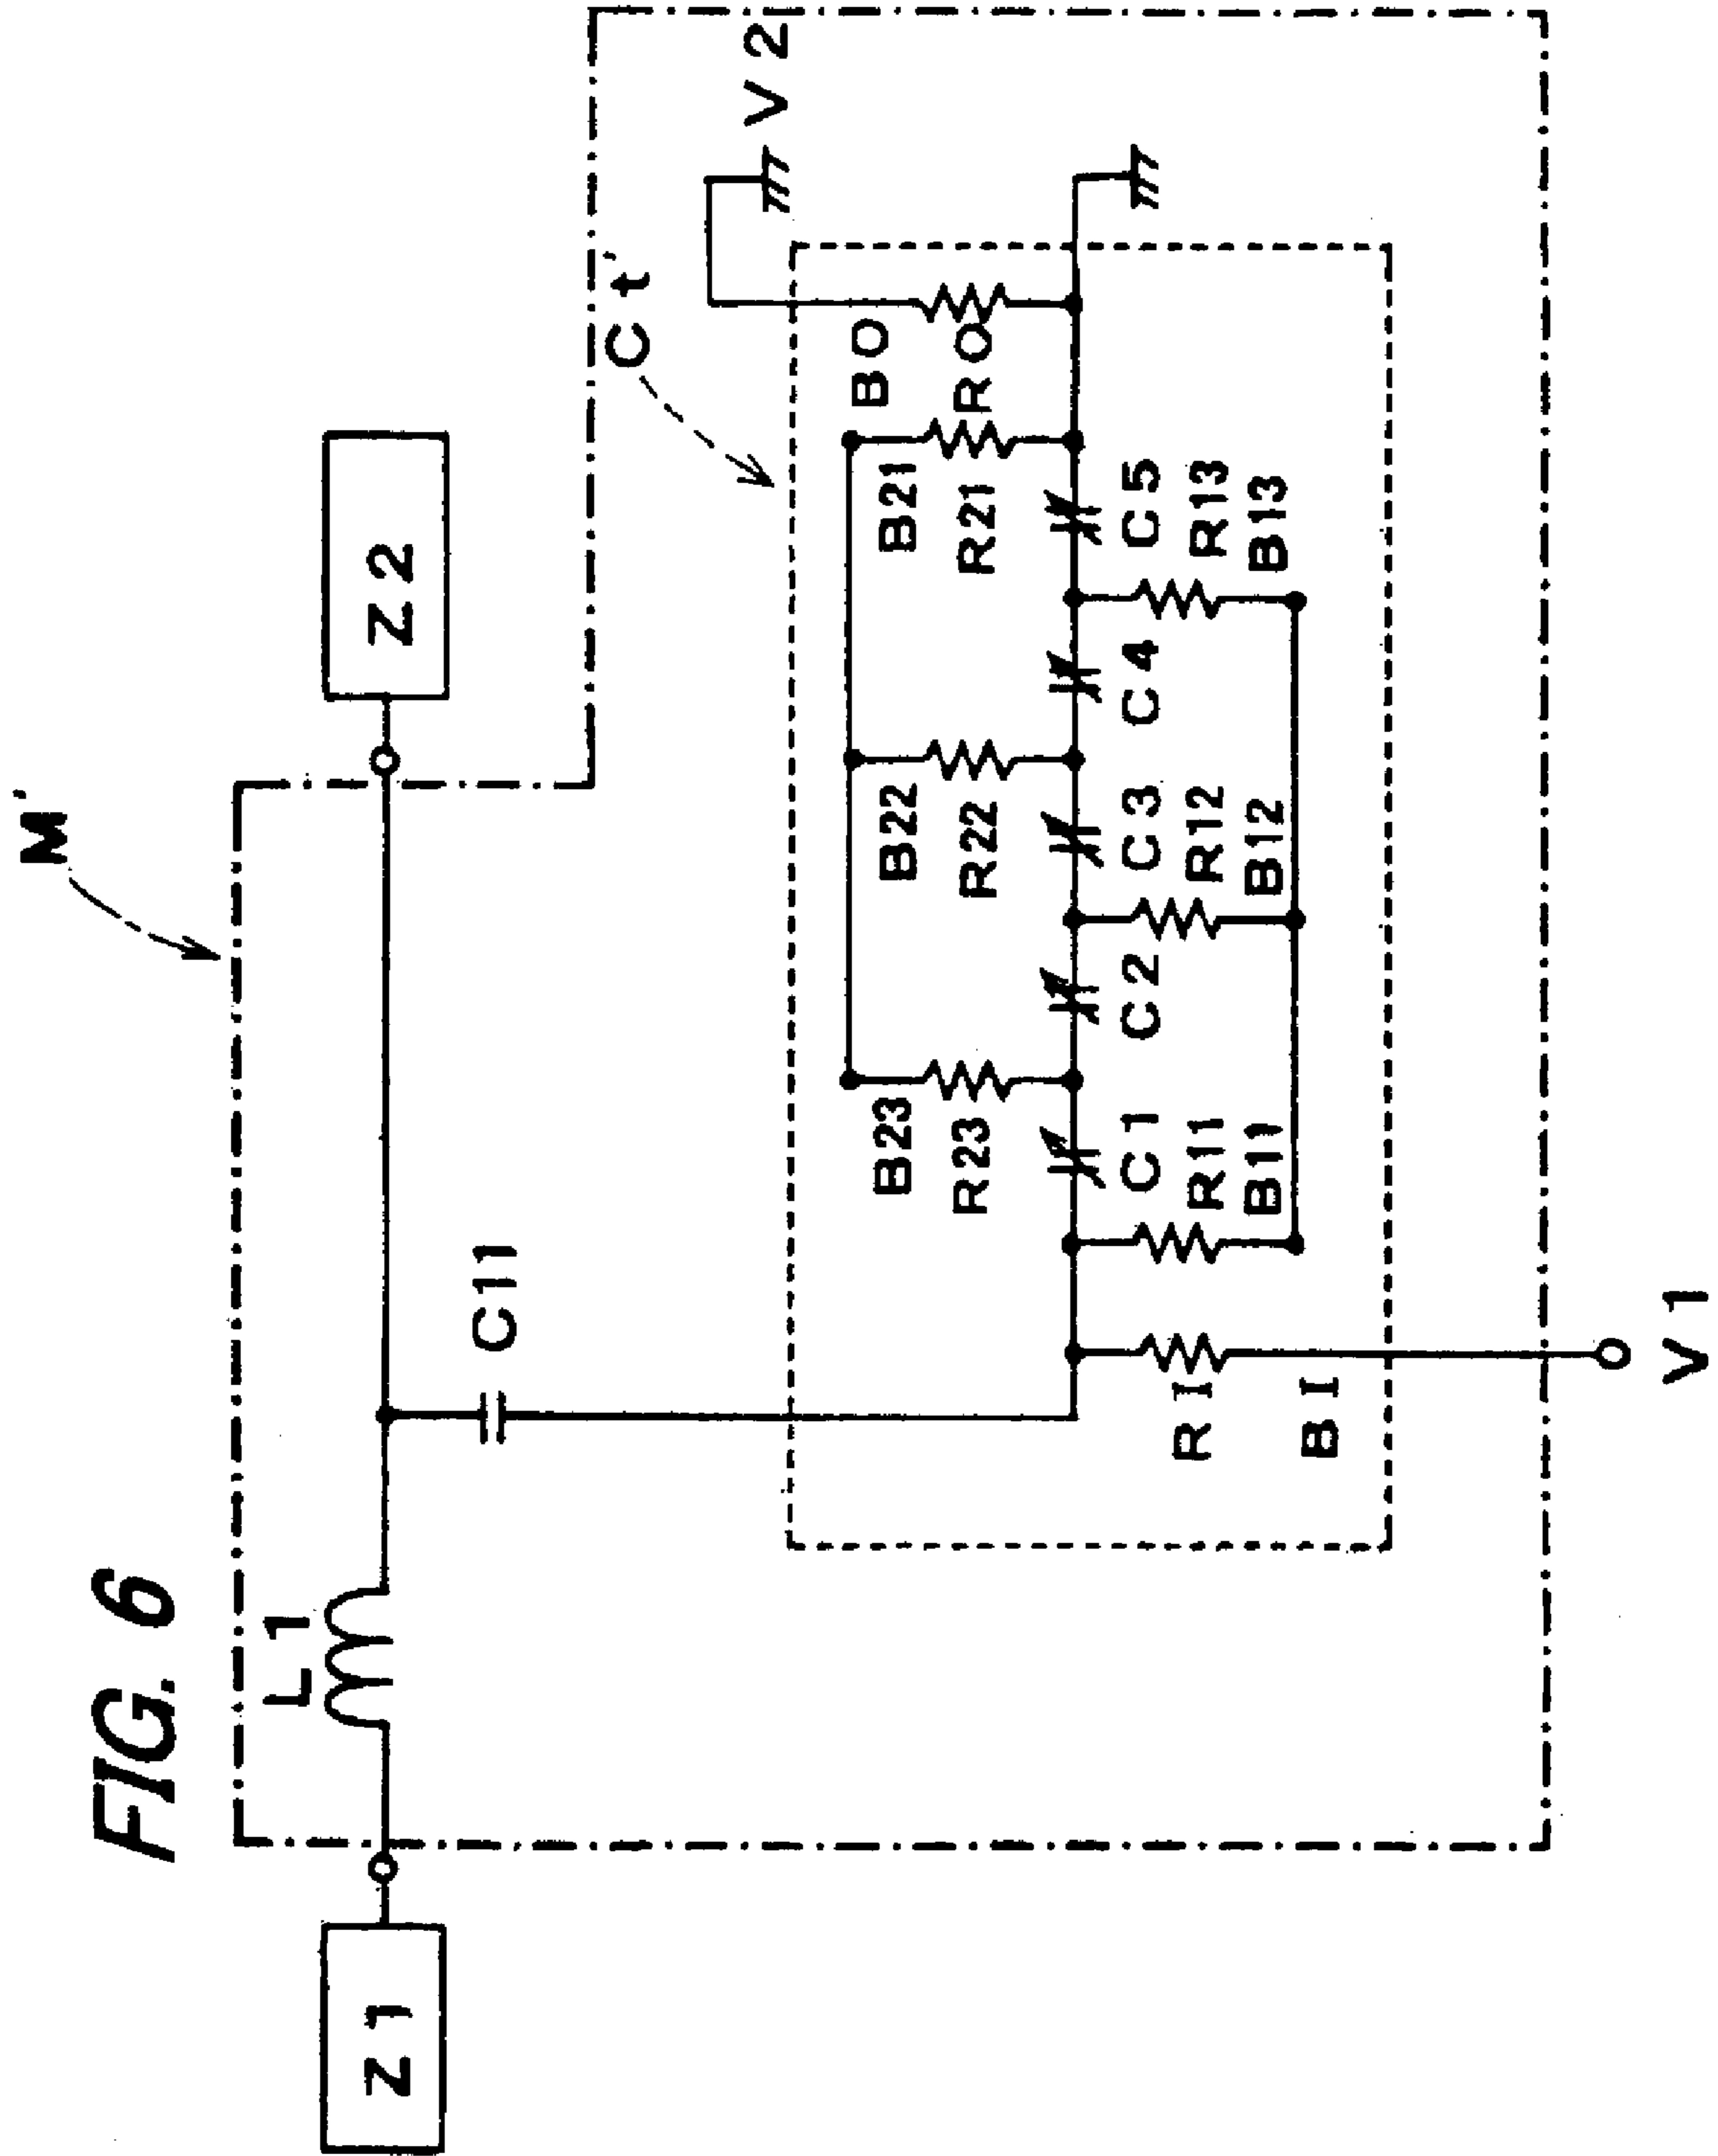 FIG. 6
M'
L1
Z1
Z2
C11
Ct'
V2
B23
B22
B21
BO
R23
R22
R21
RO
C1
C2
C3
C4
C5
RI
R11
R12
R13
BI
B11
B12
B13
V1